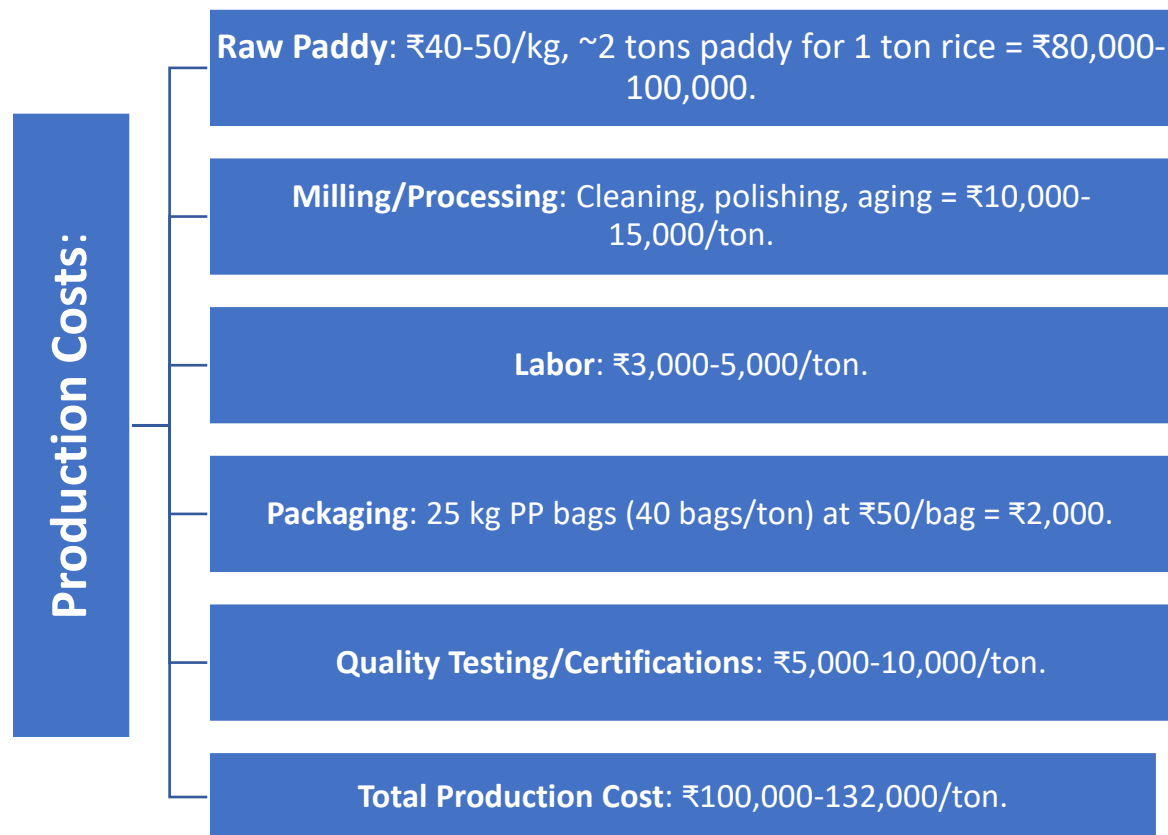 Production Costs:
Raw Paddy: ₹40-50/kg, ~2 tons paddy for 1 ton rice = ₹80,000-
100,000.
Milling/Processing: Cleaning, polishing, aging = ₹10,000-
15,000/ton.
Labor: ₹3,000-5,000/ton.
Packaging: 25 kg PP bags (40 bags/ton) at ₹50/bag = ₹2,000.
Quality Testing/Certifications: ₹5,000-10,000/ton.
Total Production Cost: ₹100,000-132,000/ton.